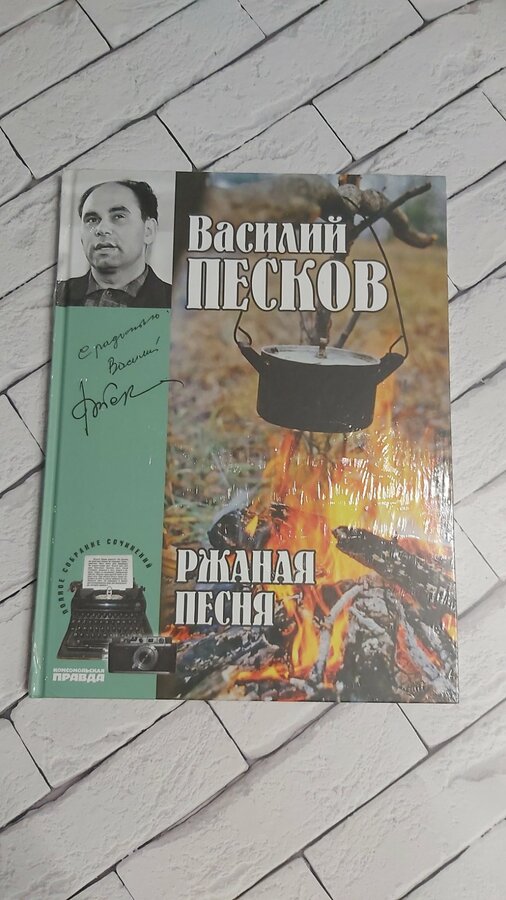 Василий
ПЕСКОВ
С радостью!
Василий
РЖАНАЯ
ПЕСНЯ
ПОЛНОЕ СОБРАНИЕ СОЧИНЕНИЙ
КОМСОМОЛЬСКАЯ
ПРАВДА